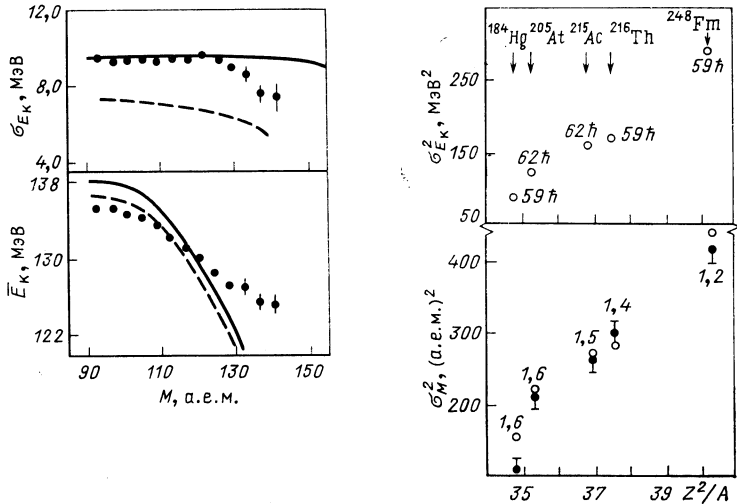 12,0
8,0
4,0
σ_{E_K}, МэВ
138
130
122
Ē_K, МэВ
90 110 130 150
M, а.е.м.
¹⁸⁴Hg ²⁰⁵At ²¹⁵Ac ²¹⁶Th ²⁴⁸Fm
250
150
50
σ²_{E_K}, МэВ²
59ħ
62ħ
62ħ
59ħ
59ħ
400
300
200
σ²_M, (а.е.м.)²
1,6
1,6
1,5
1,4
1,2
35 37 39 Z²/A